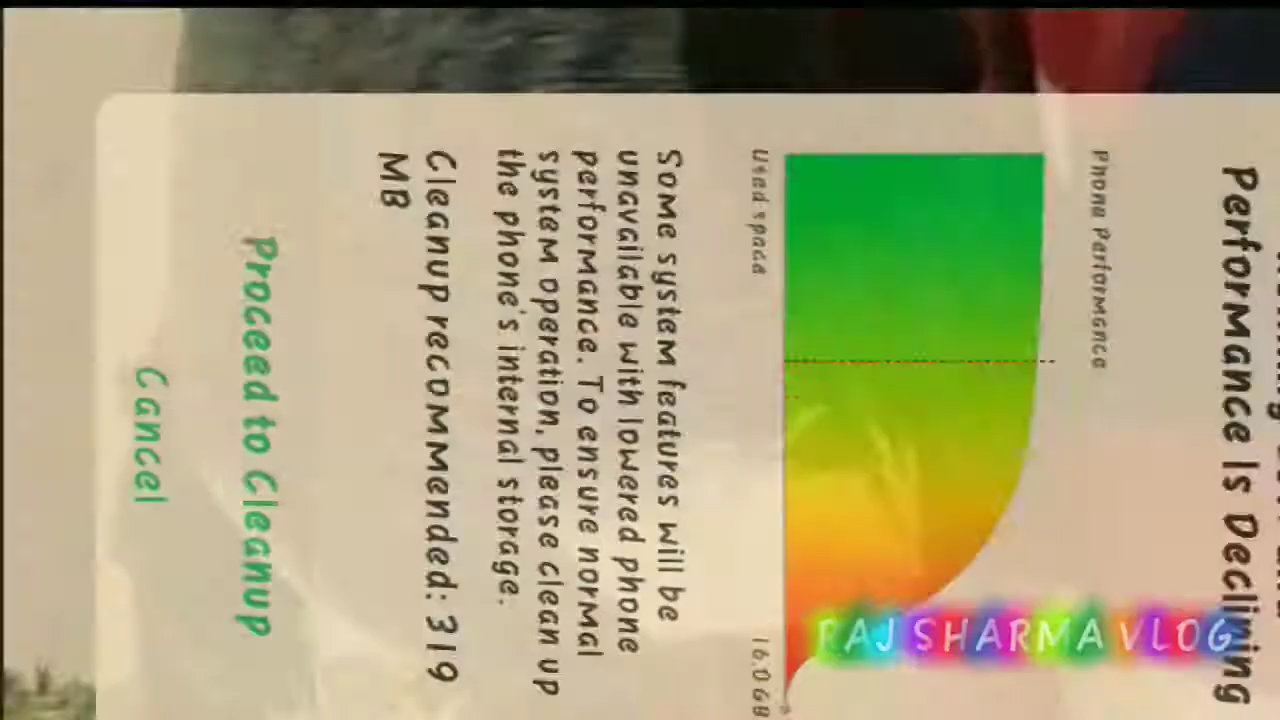 Performance Is Declining
Phone Performance
Used space
16.0GB
Some system features will be
unavailable with lowered phone
performance. To ensure normal
system operation, please clean up
the phone's internal storage.
Cleanup recommended: 319
MB
Proceed to Cleanup
Cancel
RAJ SHARMA VLOG